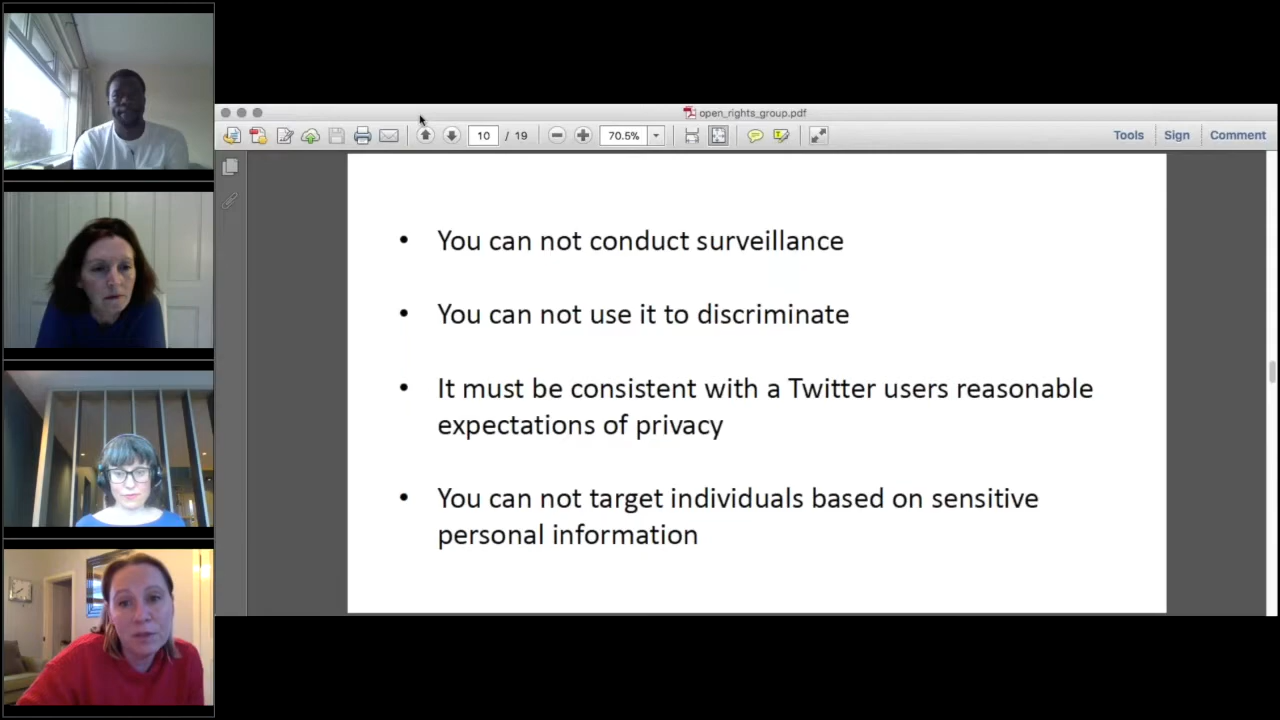 open_rights_group.pdf
10 / 19
70.5%
Tools
Sign
Comment
• You can not conduct surveillance
• You can not use it to discriminate
• It must be consistent with a Twitter users reasonable
expectations of privacy
• You can not target individuals based on sensitive
personal information